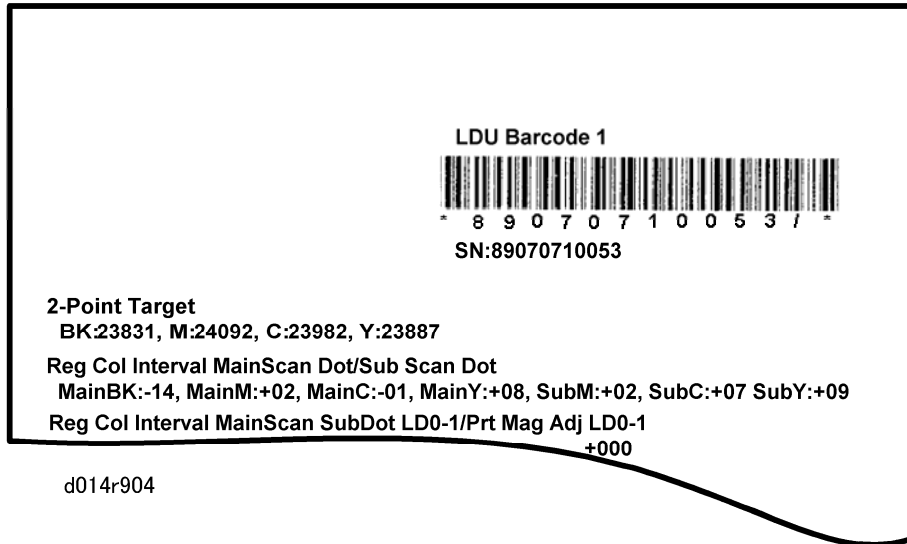 LDU Barcode 1
* 8 9 0 7 0 7 1 0 0 5 3 / *
SN:89070710053
2-Point Target
BK:23831, M:24092, C:23982, Y:23887
Reg Col Interval MainScan Dot/Sub Scan Dot
MainBK:-14, MainM:+02, MainC:-01, MainY:+08, SubM:+02, SubC:+07 SubY:+09
Reg Col Interval MainScan SubDot LD0-1/Prt Mag Adj LD0-1
+000
d014r904